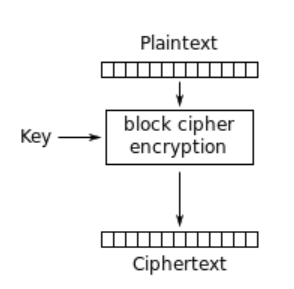 Plaintext
Key
block cipher
encryption
Ciphertext